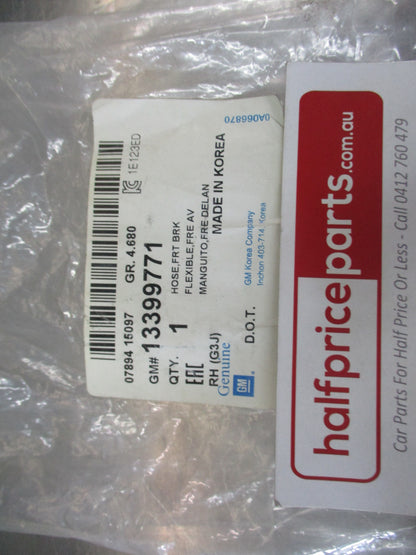 0A066870
1E123ED
07894 15097 GR. 4.680
GM# 13399771
QTY. 1 HOSE,FRT BRK
FLEXIBLE,FRE AV
MANGUITO,FRE DELAN
EAC
RH (G3J)
MADE IN KOREA
Genuine
GM
D.O.T.
GM Korea Company
Inchon 403-714, Korea
halfpriceparts.com.au
Car Parts For Half Price Or Less - Call 0412 760 479